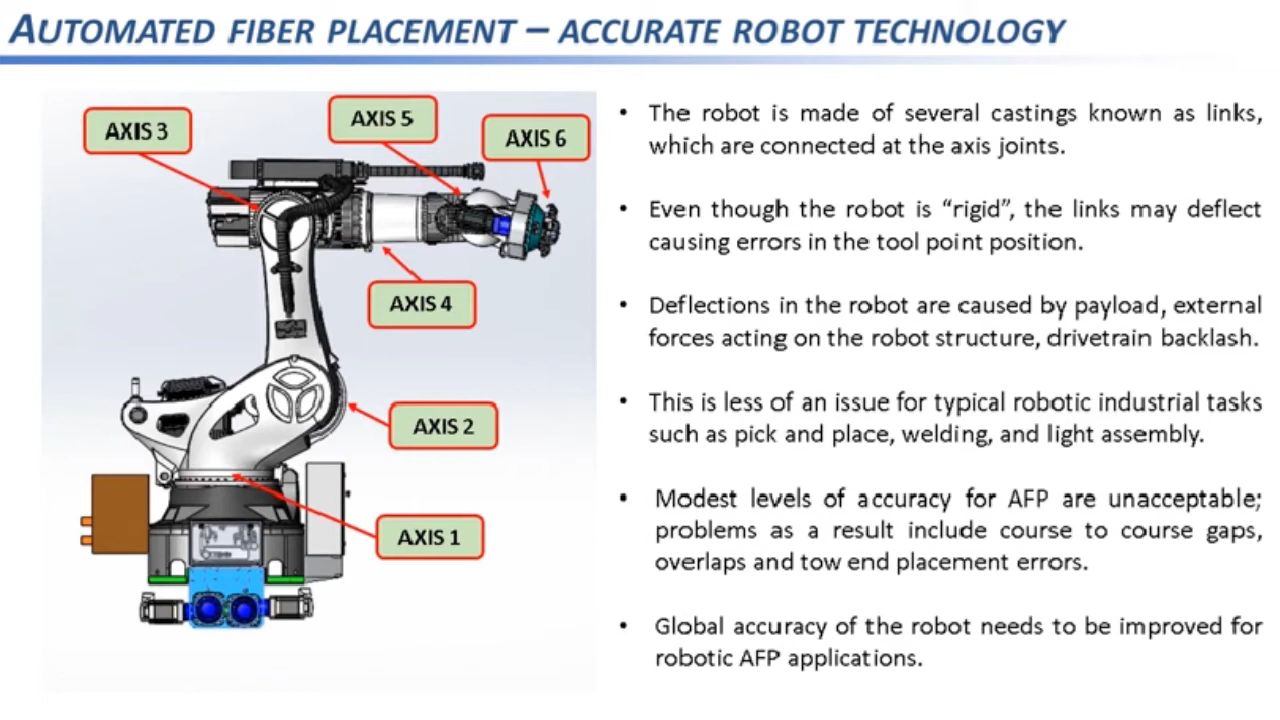 AUTOMATED FIBER PLACEMENT – ACCURATE ROBOT TECHNOLOGY
AXIS 3
AXIS 5
AXIS 6
AXIS 4
AXIS 2
AXIS 1
• The robot is made of several castings known as links,
which are connected at the axis joints.
• Even though the robot is “rigid”, the links may deflect
causing errors in the tool point position.
• Deflections in the robot are caused by payload, external
forces acting on the robot structure, drivetrain backlash.
• This is less of an issue for typical robotic industrial tasks
such as pick and place, welding, and light assembly.
• Modest levels of accuracy for AFP are unacceptable;
problems as a result include course to course gaps,
overlaps and tow end placement errors.
• Global accuracy of the robot needs to be improved for
robotic AFP applications.